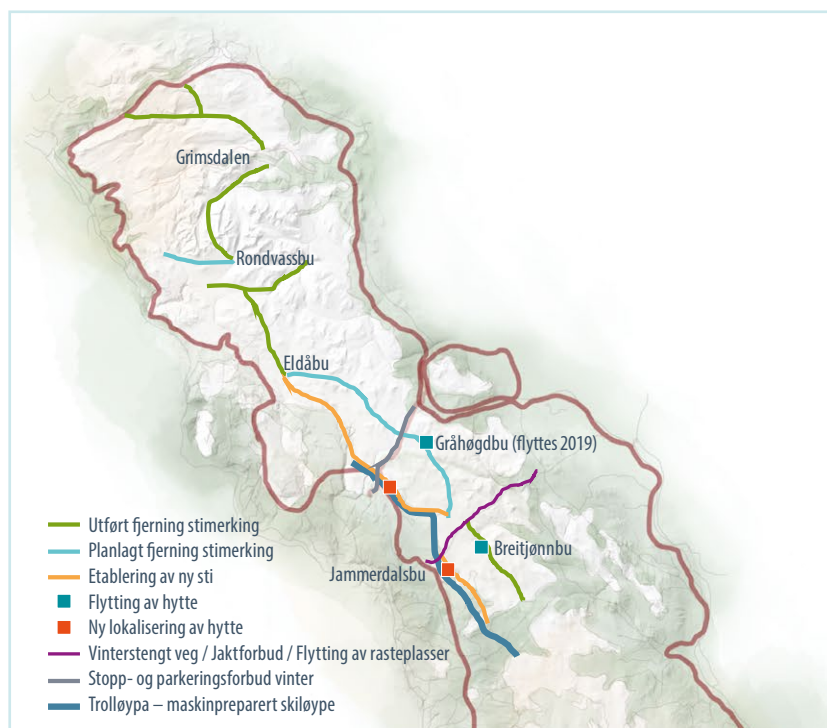 Grimsdalen
Rondvassbu
Eldåbu
Gråhøgdbu (flyttes 2019)
Breitjønnbu
Jammerdalsbu
Utført fjerning stimerking
Planlagt fjerning stimerking
Etablering av ny sti
Flytting av hytte
Ny lokalisering av hytte
Vinterstengt veg / Jaktforbud / Flytting av rasteplasser
Stopp- og parkeringsforbud vinter
Trolløypa – maskinpreparert skiløype